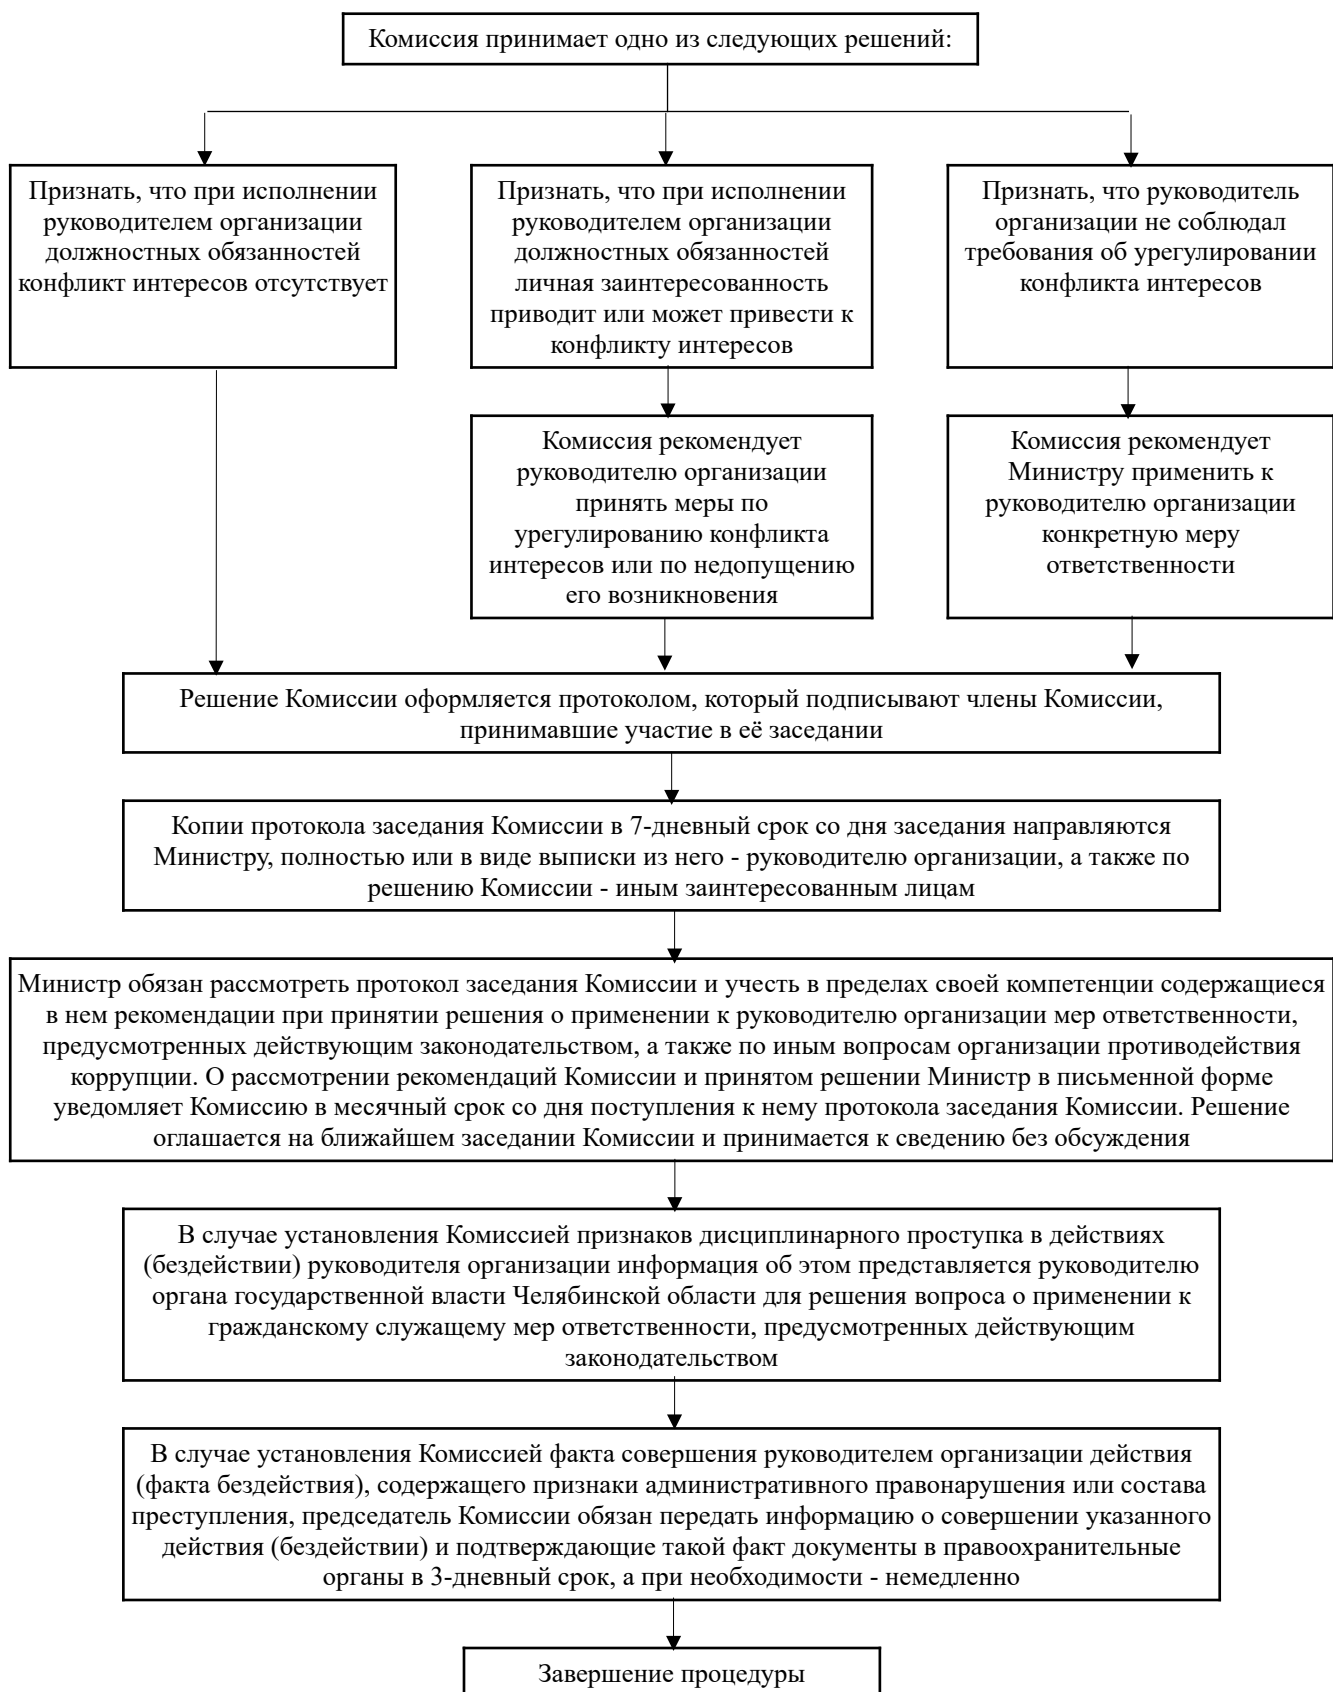 Комиссия принимает одно из следующих решений:
Признать, что при исполнении
руководителем организации
должностных обязанностей
конфликт интересов отсутствует
Признать, что при исполнении
руководителем организации
должностных обязанностей
личная заинтересованность
приводит или может привести к
конфликту интересов
Признать, что руководитель
организации не соблюдал
требования об урегулировании
конфликта интересов
Комиссия рекомендует
руководителю организации
принять меры по
урегулированию конфликта
интересов или по недопущению
его возникновения
Комиссия рекомендует
Министру применить к
руководителю организации
конкретную меру
ответственности
Решение Комиссии оформляется протоколом, который подписывают члены Комиссии,
принимавшие участие в её заседании
Копии протокола заседания Комиссии в 7-дневный срок со дня заседания направляются
Министру, полностью или в виде выписки из него - руководителю организации, а также по
решению Комиссии - иным заинтересованным лицам
Министр обязан рассмотреть протокол заседания Комиссии и учесть в пределах своей компетенции содержащиеся
в нем рекомендации при принятии решения о применении к руководителю организации мер ответственности,
предусмотренных действующим законодательством, а также по иным вопросам организации противодействия
коррупции. О рассмотрении рекомендаций Комиссии и принятом решении Министр в письменной форме
уведомляет Комиссию в месячный срок со дня поступления к нему протокола заседания Комиссии. Решение
оглашается на ближайшем заседании Комиссии и принимается к сведению без обсуждения
В случае установления Комиссией признаков дисциплинарного проступка в действиях
(бездействии) руководителя организации информация об этом представляется руководителю
органа государственной власти Челябинской области для решения вопроса о применении к
гражданскому служащему мер ответственности, предусмотренных действующим
законодательством
В случае установления Комиссией факта совершения руководителем организации действия
(факта бездействия), содержащего признаки административного правонарушения или состава
преступления, председатель Комиссии обязан передать информацию о совершении указанного
действия (бездействии) и подтверждающие такой факт документы в правоохранительные
органы в 3-дневный срок, а при необходимости - немедленно
Завершение процедуры